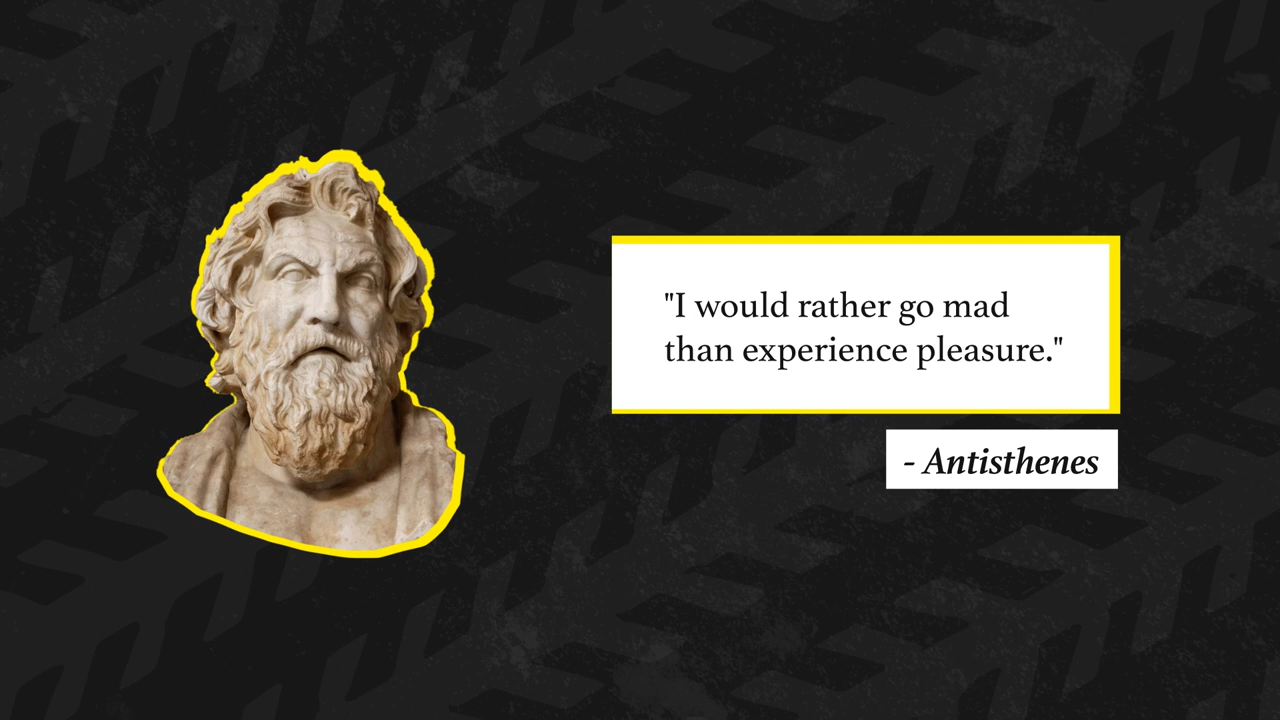 "I would rather go mad
than experience pleasure."
- Antisthenes